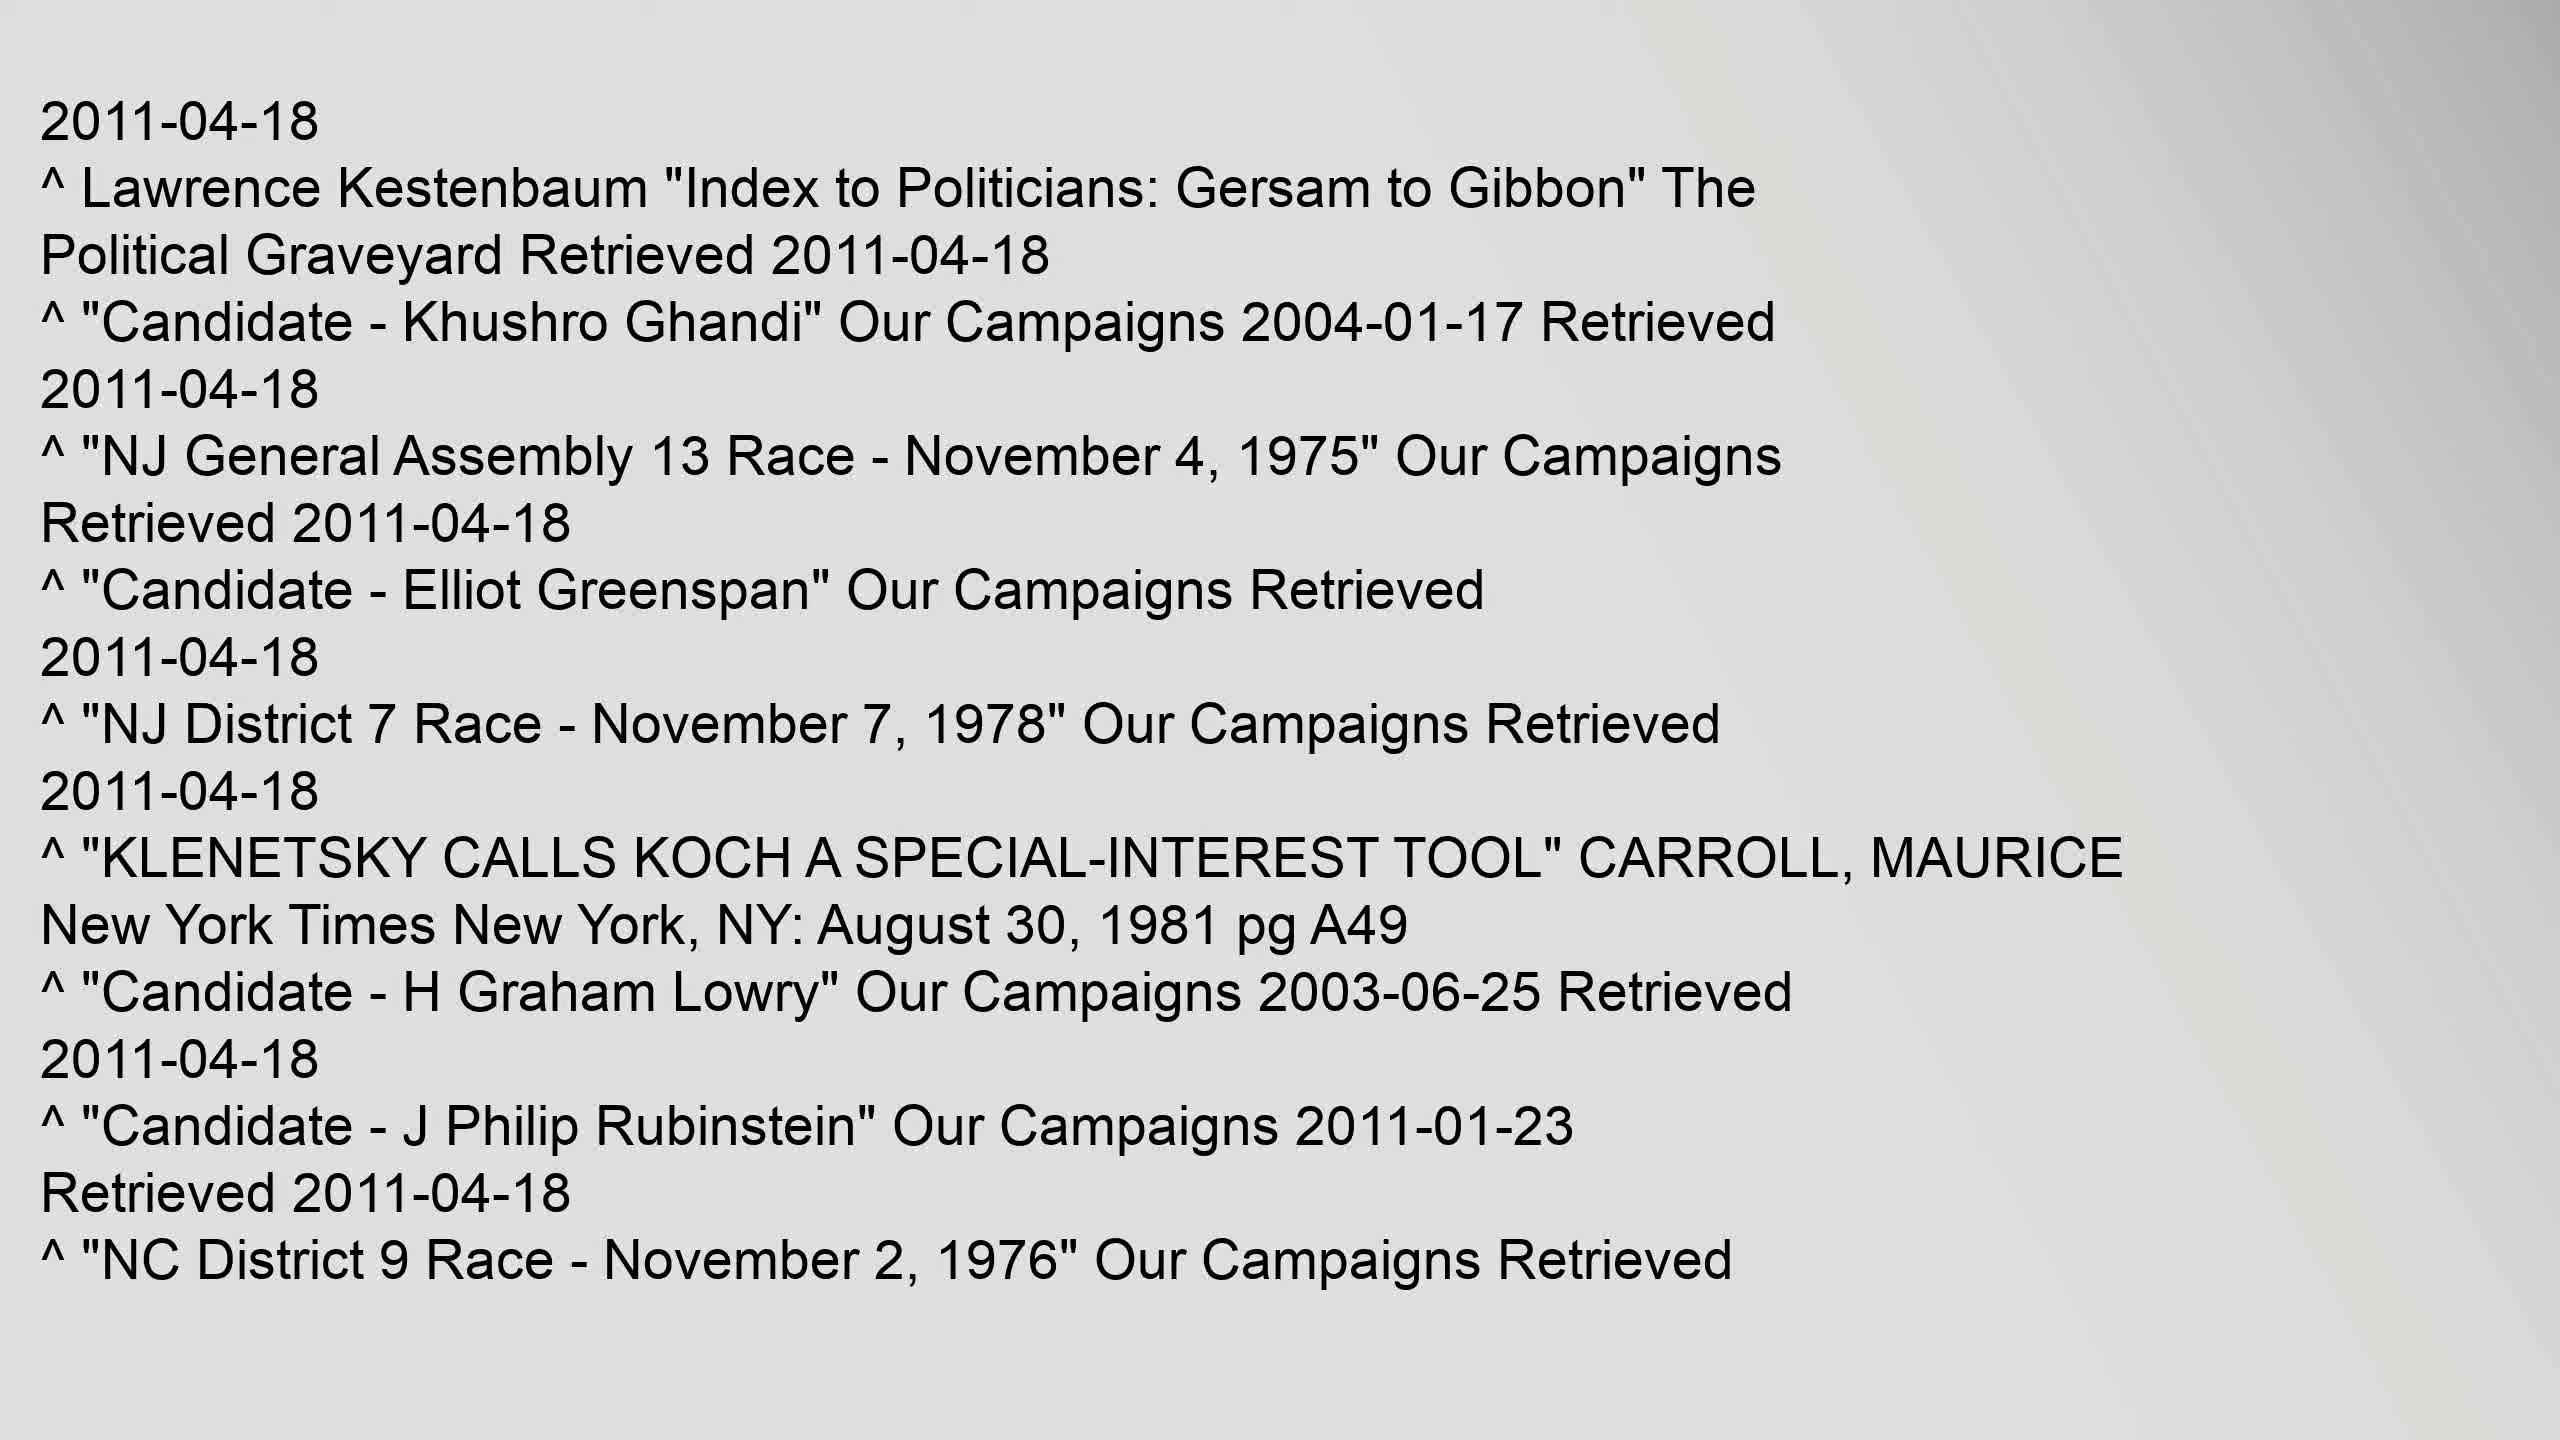 2011-04-18
^ Lawrence Kestenbaum "Index to Politicians: Gersam to Gibbon" The
Political Graveyard Retrieved 2011-04-18
^ "Candidate - Khushro Ghandi" Our Campaigns 2004-01-17 Retrieved
2011-04-18
^ "NJ General Assembly 13 Race - November 4, 1975" Our Campaigns
Retrieved 2011-04-18
^ "Candidate - Elliot Greenspan" Our Campaigns Retrieved
2011-04-18
^ "NJ District 7 Race - November 7, 1978" Our Campaigns Retrieved
2011-04-18
^ "KLENETSKY CALLS KOCH A SPECIAL-INTEREST TOOL" CARROLL, MAURICE
New York Times New York, NY: August 30, 1981 pg A49
^ "Candidate - H Graham Lowry" Our Campaigns 2003-06-25 Retrieved
2011-04-18
^ "Candidate - J Philip Rubinstein" Our Campaigns 2011-01-23
Retrieved 2011-04-18
^ "NC District 9 Race - November 2, 1976" Our Campaigns Retrieved